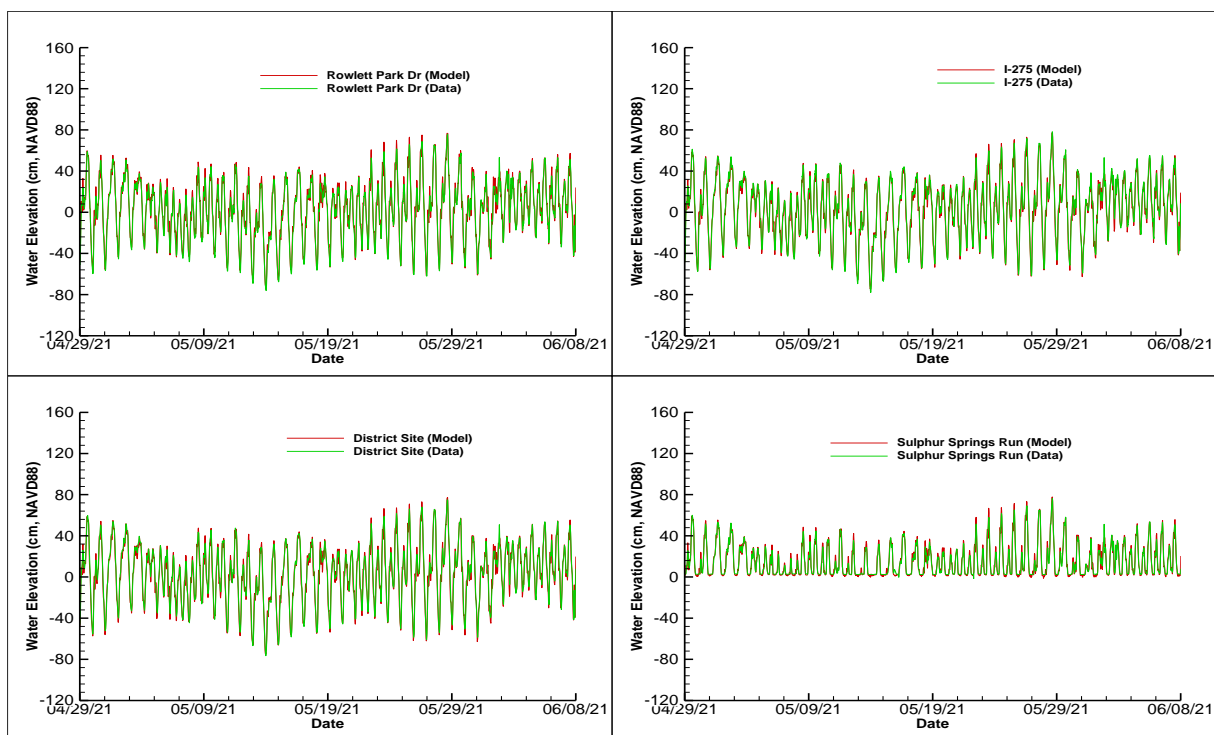 Rowlett Park Dr (Model)
Rowlett Park Dr (Data)
Water Elevation (cm, NAVD88)
160
120
80
40
0
-40
-80
-120
04/29/21 05/09/21 05/19/21 05/29/21 06/08/21
Date
I-275 (Model)
I-275 (Data)
Water Elevation (cm, NAVD88)
160
120
80
40
0
-40
-80
-120
04/29/21 05/09/21 05/19/21 05/29/21 06/08/21
Date
District Site (Model)
District Site (Data)
Water Elevation (cm, NAVD88)
160
120
80
40
0
-40
-80
-120
04/29/21 05/09/21 05/19/21 05/29/21 06/08/21
Date
Sulphur Springs Run (Model)
Sulphur Springs Run (Data)
Water Elevation (cm, NAVD88)
160
120
80
40
0
-40
-80
-120
04/29/21 05/09/21 05/19/21 05/29/21 06/08/21
Date